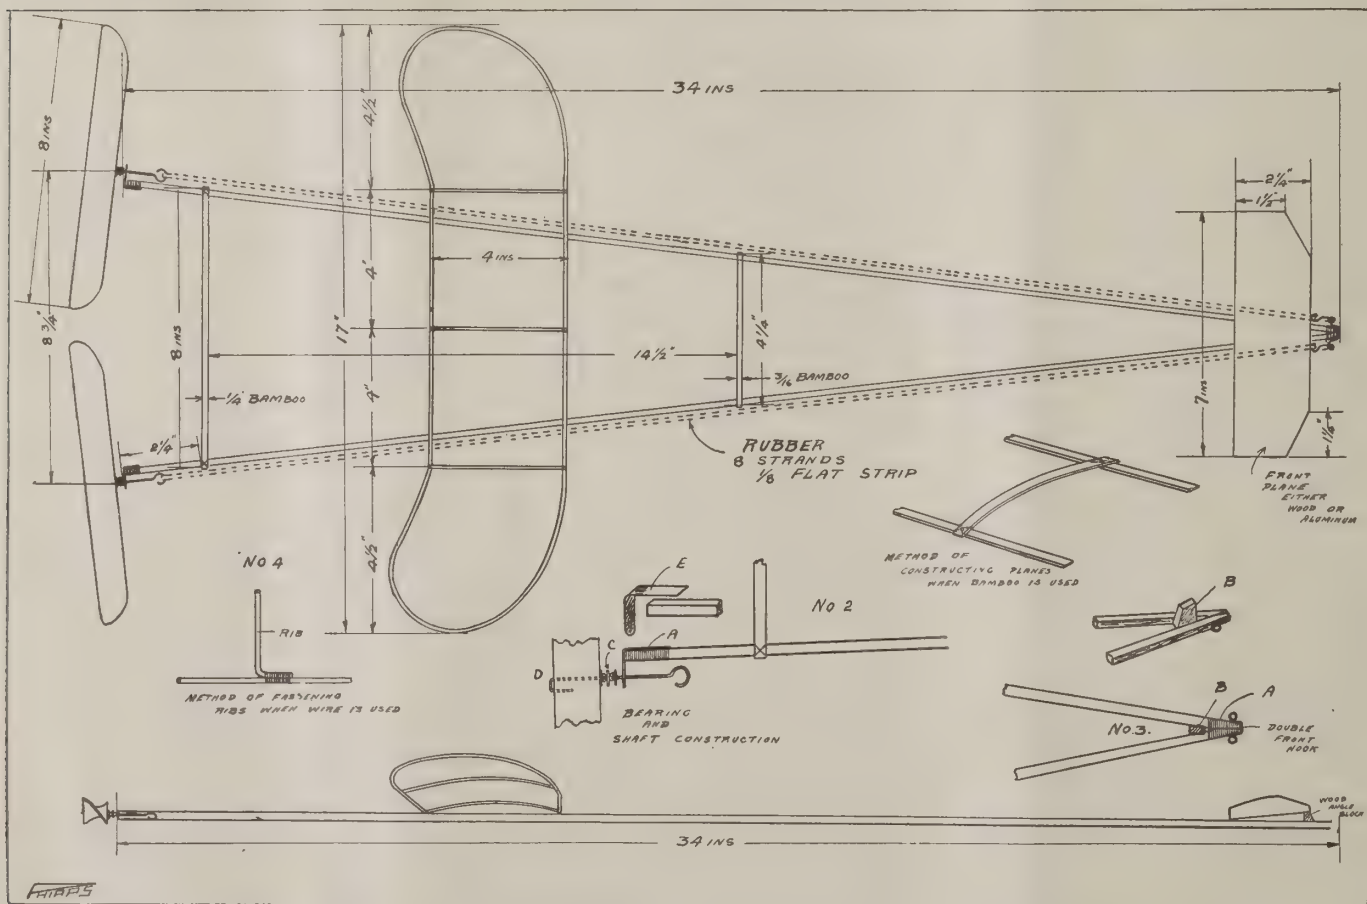 34 INS
8 INS
4 1/2"
2 1/4"
1 1/2"
8 3/4"
8 INS
17"
4"
4 INS
14 1/2"
4 1/4"
7 INS
1/4" BAMBOO
4"
3/16 BAMBOO
2 1/4"
1 1/4"
RUBBER
8 STRANDS
1/8 FLAT STRIP
FRONT
PLANE
EITHER
WOOD OR
ALUMINUM
4 1/2"
METHOD OF
CONSTRUCTING PLANES
WHEN BAMBOO IS USED
No 4
RIB
METHOD OF FASTENING
RIBS WHEN WIRE IS USED
E
No 2
A
C
D
BEARING
AND
SHAFT CONSTRUCTION
B
B
A
No. 3.
DOUBLE
FRONT
HOOK
WOOD
ANGLE
BLOCK
34 INS
PHIPPS